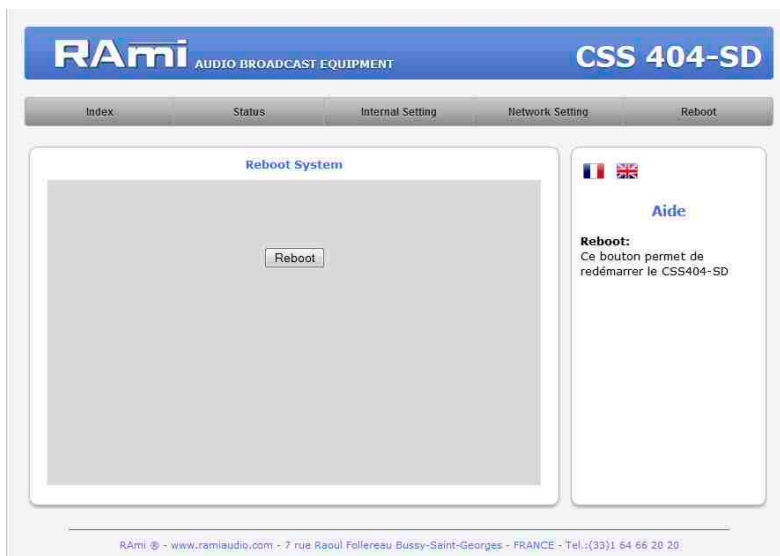 RAmi AUDIO BROADCAST EQUIPMENT
CSS 404-SD
Index Status Internal Setting Network Setting Reboot
Reboot System
Reboot
Aide
Reboot:
Ce bouton permet de
redémarrer le CSS404-SD
RAmi ® - www.ramiaudio.com - 7 rue Raoul Follereau Bussy-Saint-Georges - FRANCE - Tel.:(33)1 64 66 20 20